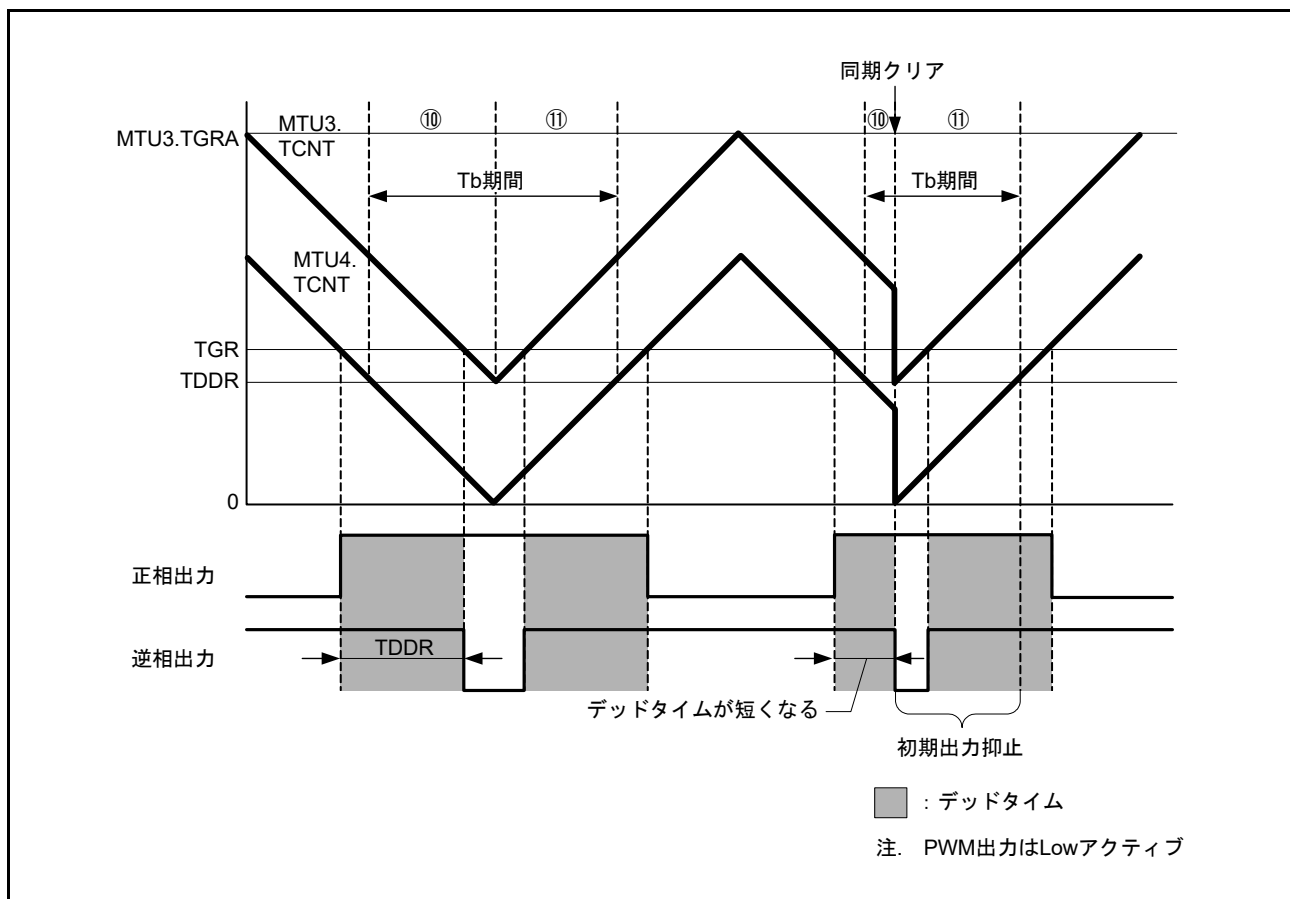 同期クリア
⑩
⑪
⑩
⑪
MTU3.TGRA
MTU3.
TCNT
Tb期間
Tb期間
MTU4.
TCNT
TGR
TDDR
0
正相出力
逆相出力
TDDR
デッドタイムが短くなる
初期出力抑止
：デッドタイム
注. PWM出力はLowアクティブ